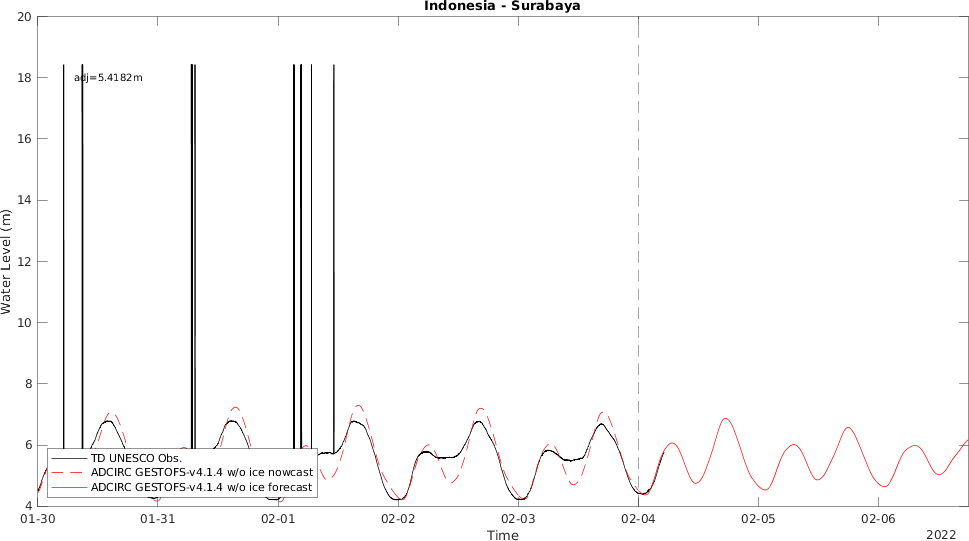 Indonesia - Surabaya
20
18
16
14
12
10
8
6
4
Water Level (m)
adj=5.4182m
TD UNESCO Obs.
ADCIRC GESTOFS-v4.1.4 w/o ice nowcast
ADCIRC GESTOFS-v4.1.4 w/o ice forecast
01-30
01-31
02-01
02-02
02-03
02-04
02-05
02-06
Time
2022